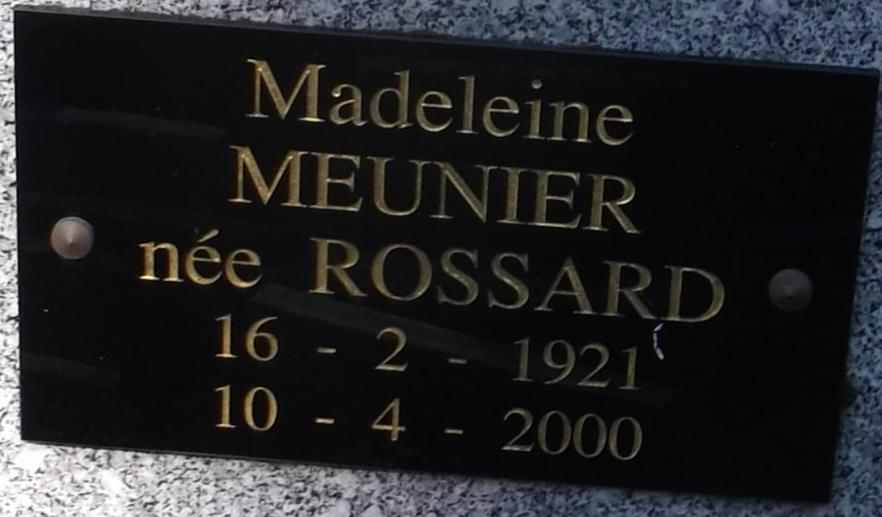 Madeleine
MEUNIER
née ROSSARD
16 - 2 - 1921
10 - 4 - 2000